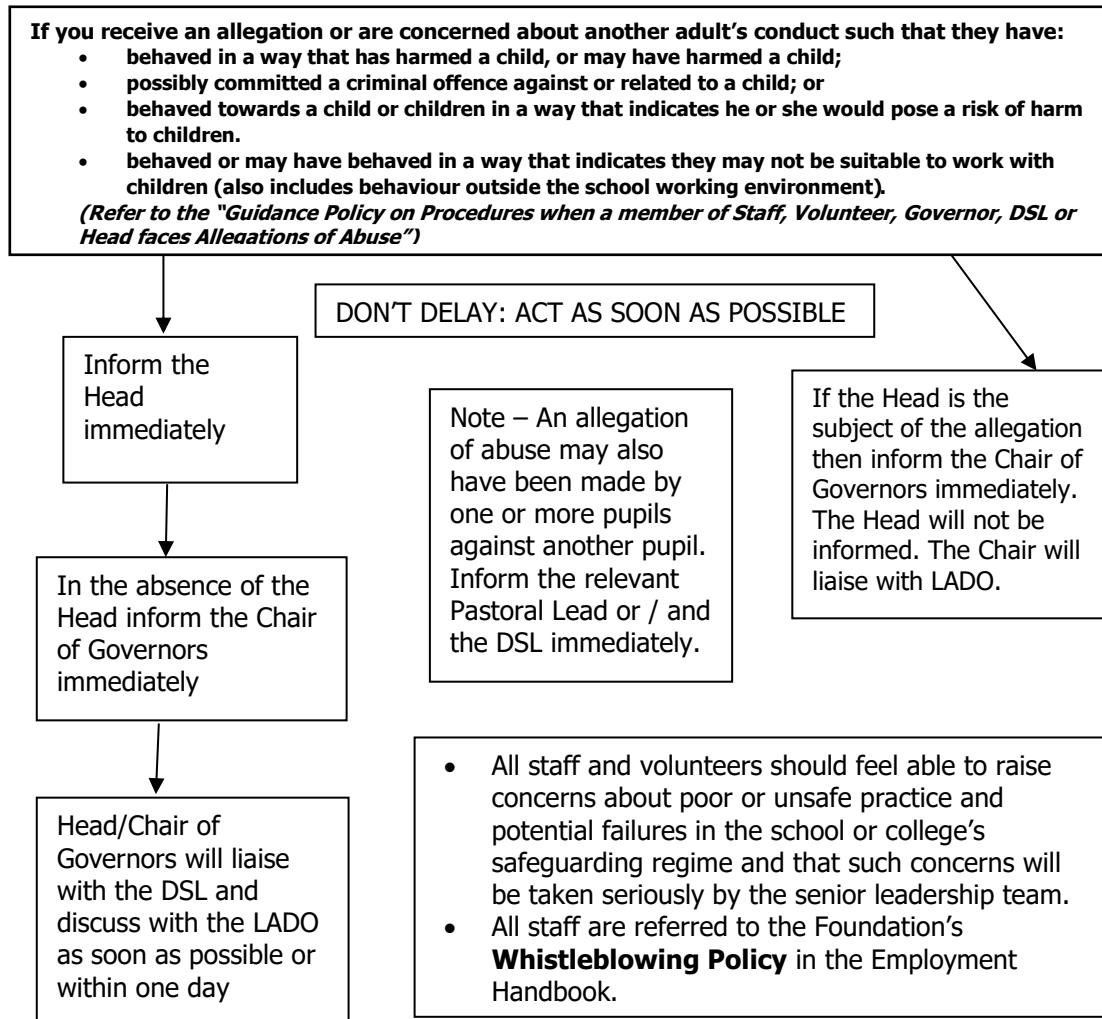 If you receive an allegation or are concerned about another adult’s conduct such that they have:
• behaved in a way that has harmed a child, or may have harmed a child;
• possibly committed a criminal offence against or related to a child; or
• behaved towards a child or children in a way that indicates he or she would pose a risk of harm
to children.
• behaved or may have behaved in a way that indicates they may not be suitable to work with
children (also includes behaviour outside the school working environment).
(Refer to the “Guidance Policy on Procedures when a member of Staff, Volunteer, Governor, DSL or
Head faces Allegations of Abuse”)
DON’T DELAY: ACT AS SOON AS POSSIBLE
Inform the
Head
immediately
In the absence of the
Head inform the Chair
of Governors
immediately
Head/Chair of
Governors will liaise
with the DSL and
discuss with the LADO
as soon as possible or
within one day
Note – An allegation
of abuse may also
have been made by
one or more pupils
against another pupil.
Inform the relevant
Pastoral Lead or / and
the DSL immediately.
If the Head is the
subject of the allegation
then inform the Chair of
Governors immediately.
The Head will not be
informed. The Chair will
liaise with LADO.
• All staff and volunteers should feel able to raise
concerns about poor or unsafe practice and
potential failures in the school or college’s
safeguarding regime and that such concerns will
be taken seriously by the senior leadership team.
• All staff are referred to the Foundation’s
Whistleblowing Policy in the Employment
Handbook.